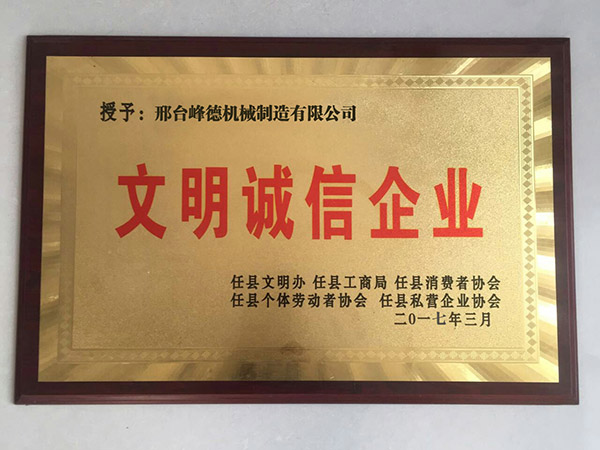 授予：邢台峰德机械制造有限公司
文明诚信企业
任县文明办 任县工商局 任县消费者协会
任县个体劳动者协会 任县私营企业协会
二0一七年三月